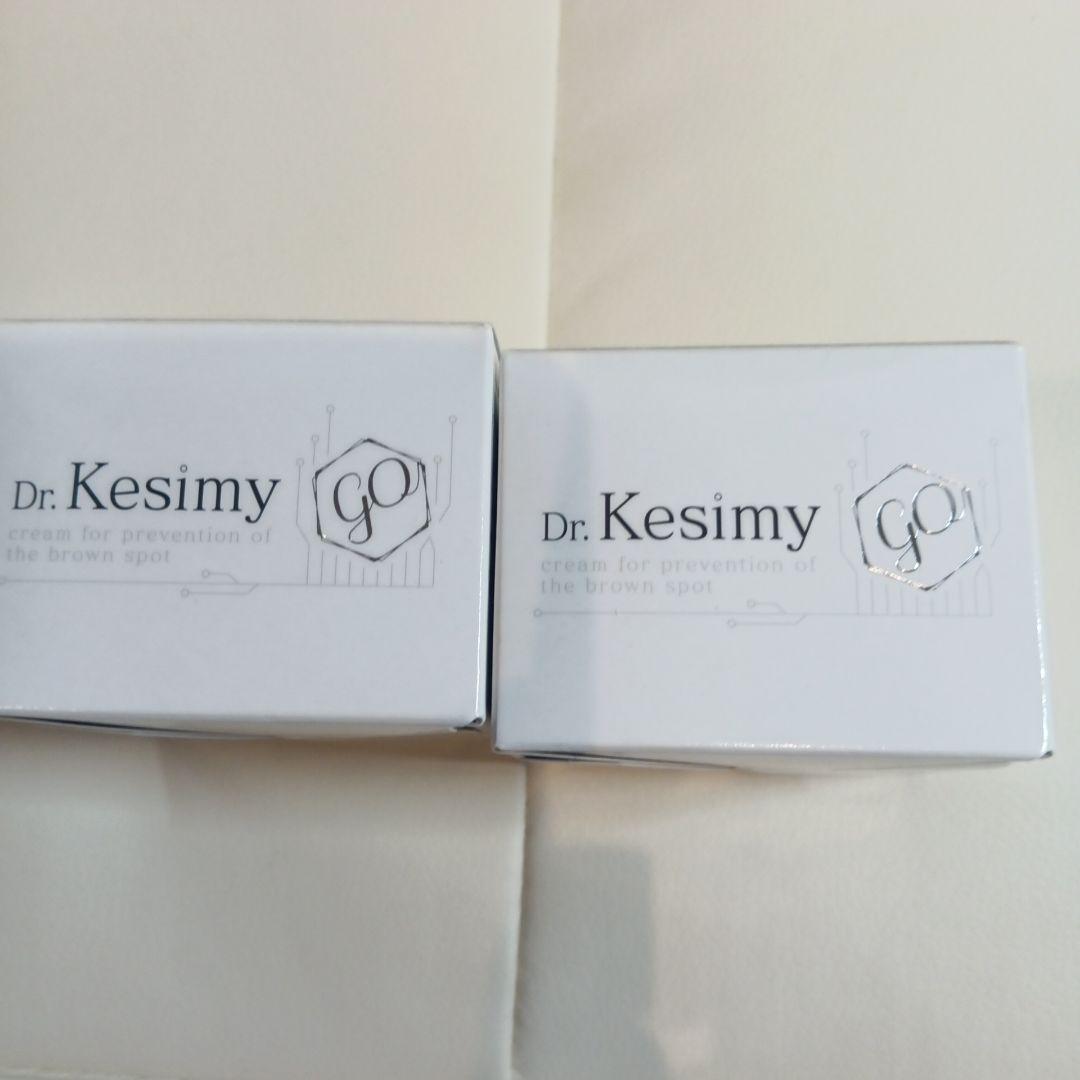 Dr. Kesimy
cream for prevention of
the brown spot
GO
Dr. Kesimy
cream for prevention of
the brown spot
GO